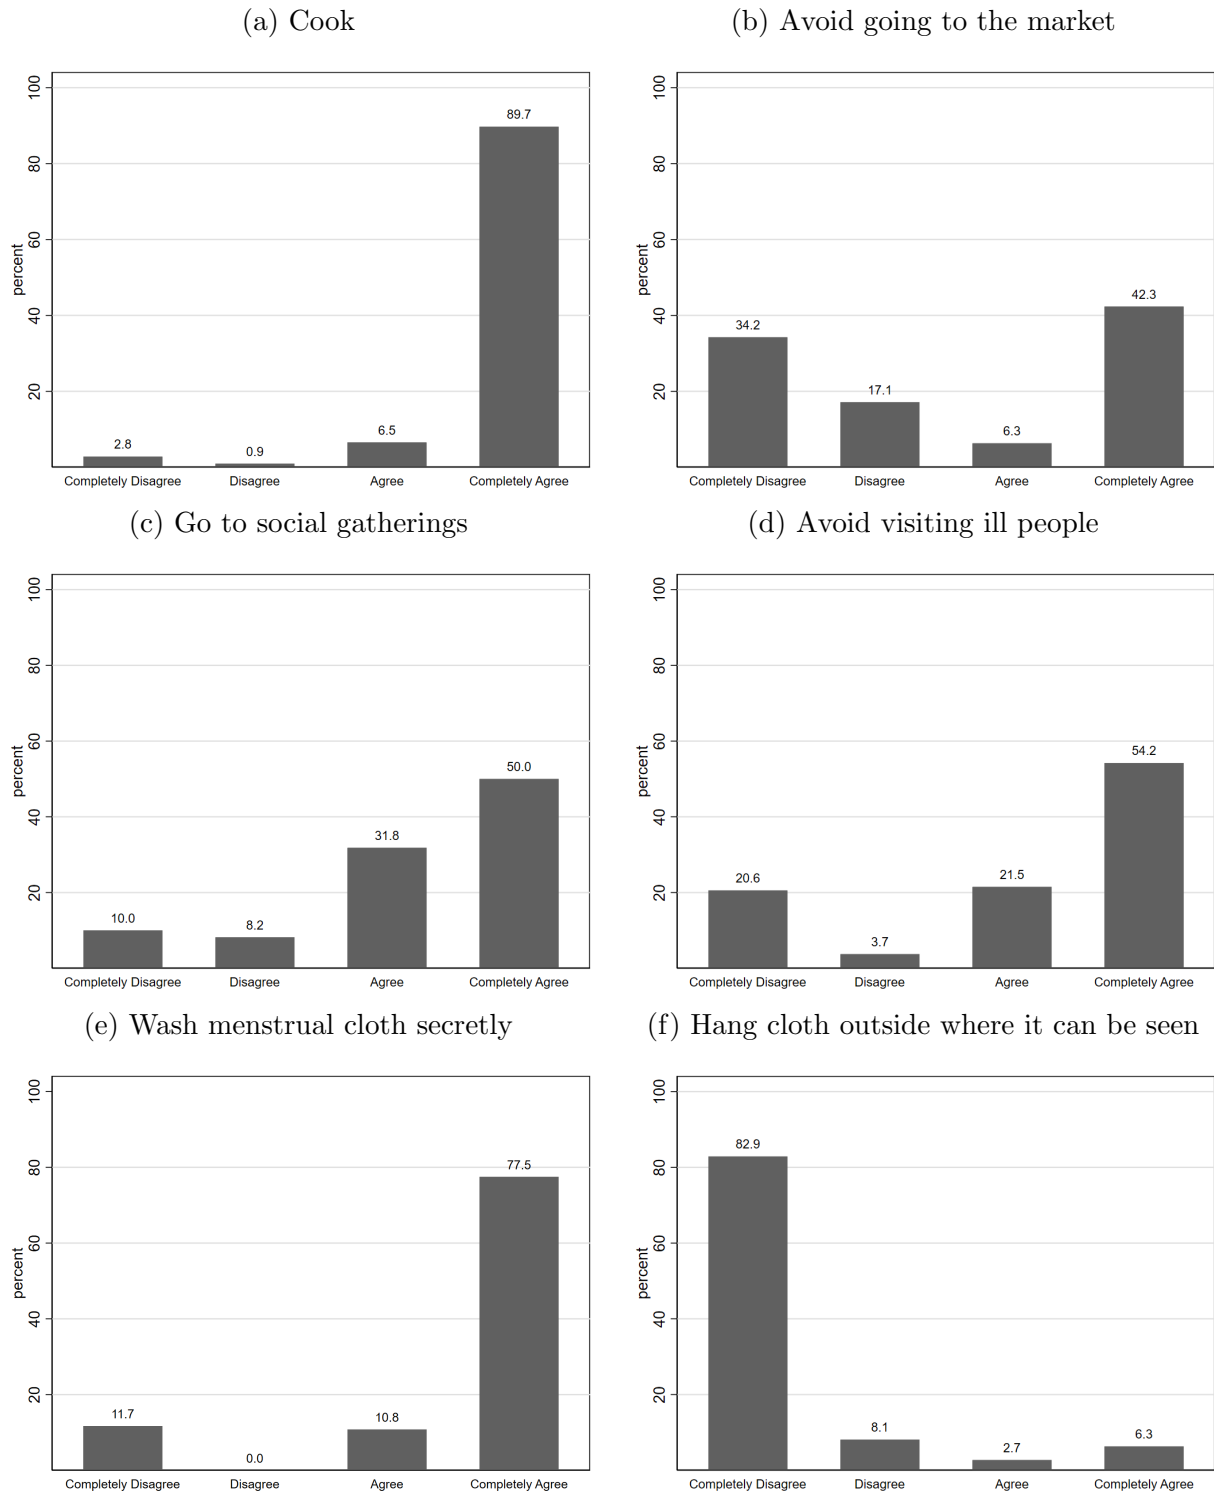 (a) Cook
(b) Avoid going to the market
100
80
60
40
20
percent
2.8
0.9
6.5
89.7
Completely Disagree
Disagree
Agree
Completely Agree
100
80
60
40
20
percent
34.2
17.1
6.3
42.3
Completely Disagree
Disagree
Agree
Completely Agree
(c) Go to social gatherings
(d) Avoid visiting ill people
100
80
60
40
20
percent
10.0
8.2
31.8
50.0
Completely Disagree
Disagree
Agree
Completely Agree
100
80
60
40
20
percent
20.6
3.7
21.5
54.2
Completely Disagree
Disagree
Agree
Completely Agree
(e) Wash menstrual cloth secretly
(f) Hang cloth outside where it can be seen
100
80
60
40
20
percent
11.7
0.0
10.8
77.5
Completely Disagree
Disagree
Agree
Completely Agree
100
80
60
40
20
percent
82.9
8.1
2.7
6.3
Completely Disagree
Disagree
Agree
Completely Agree